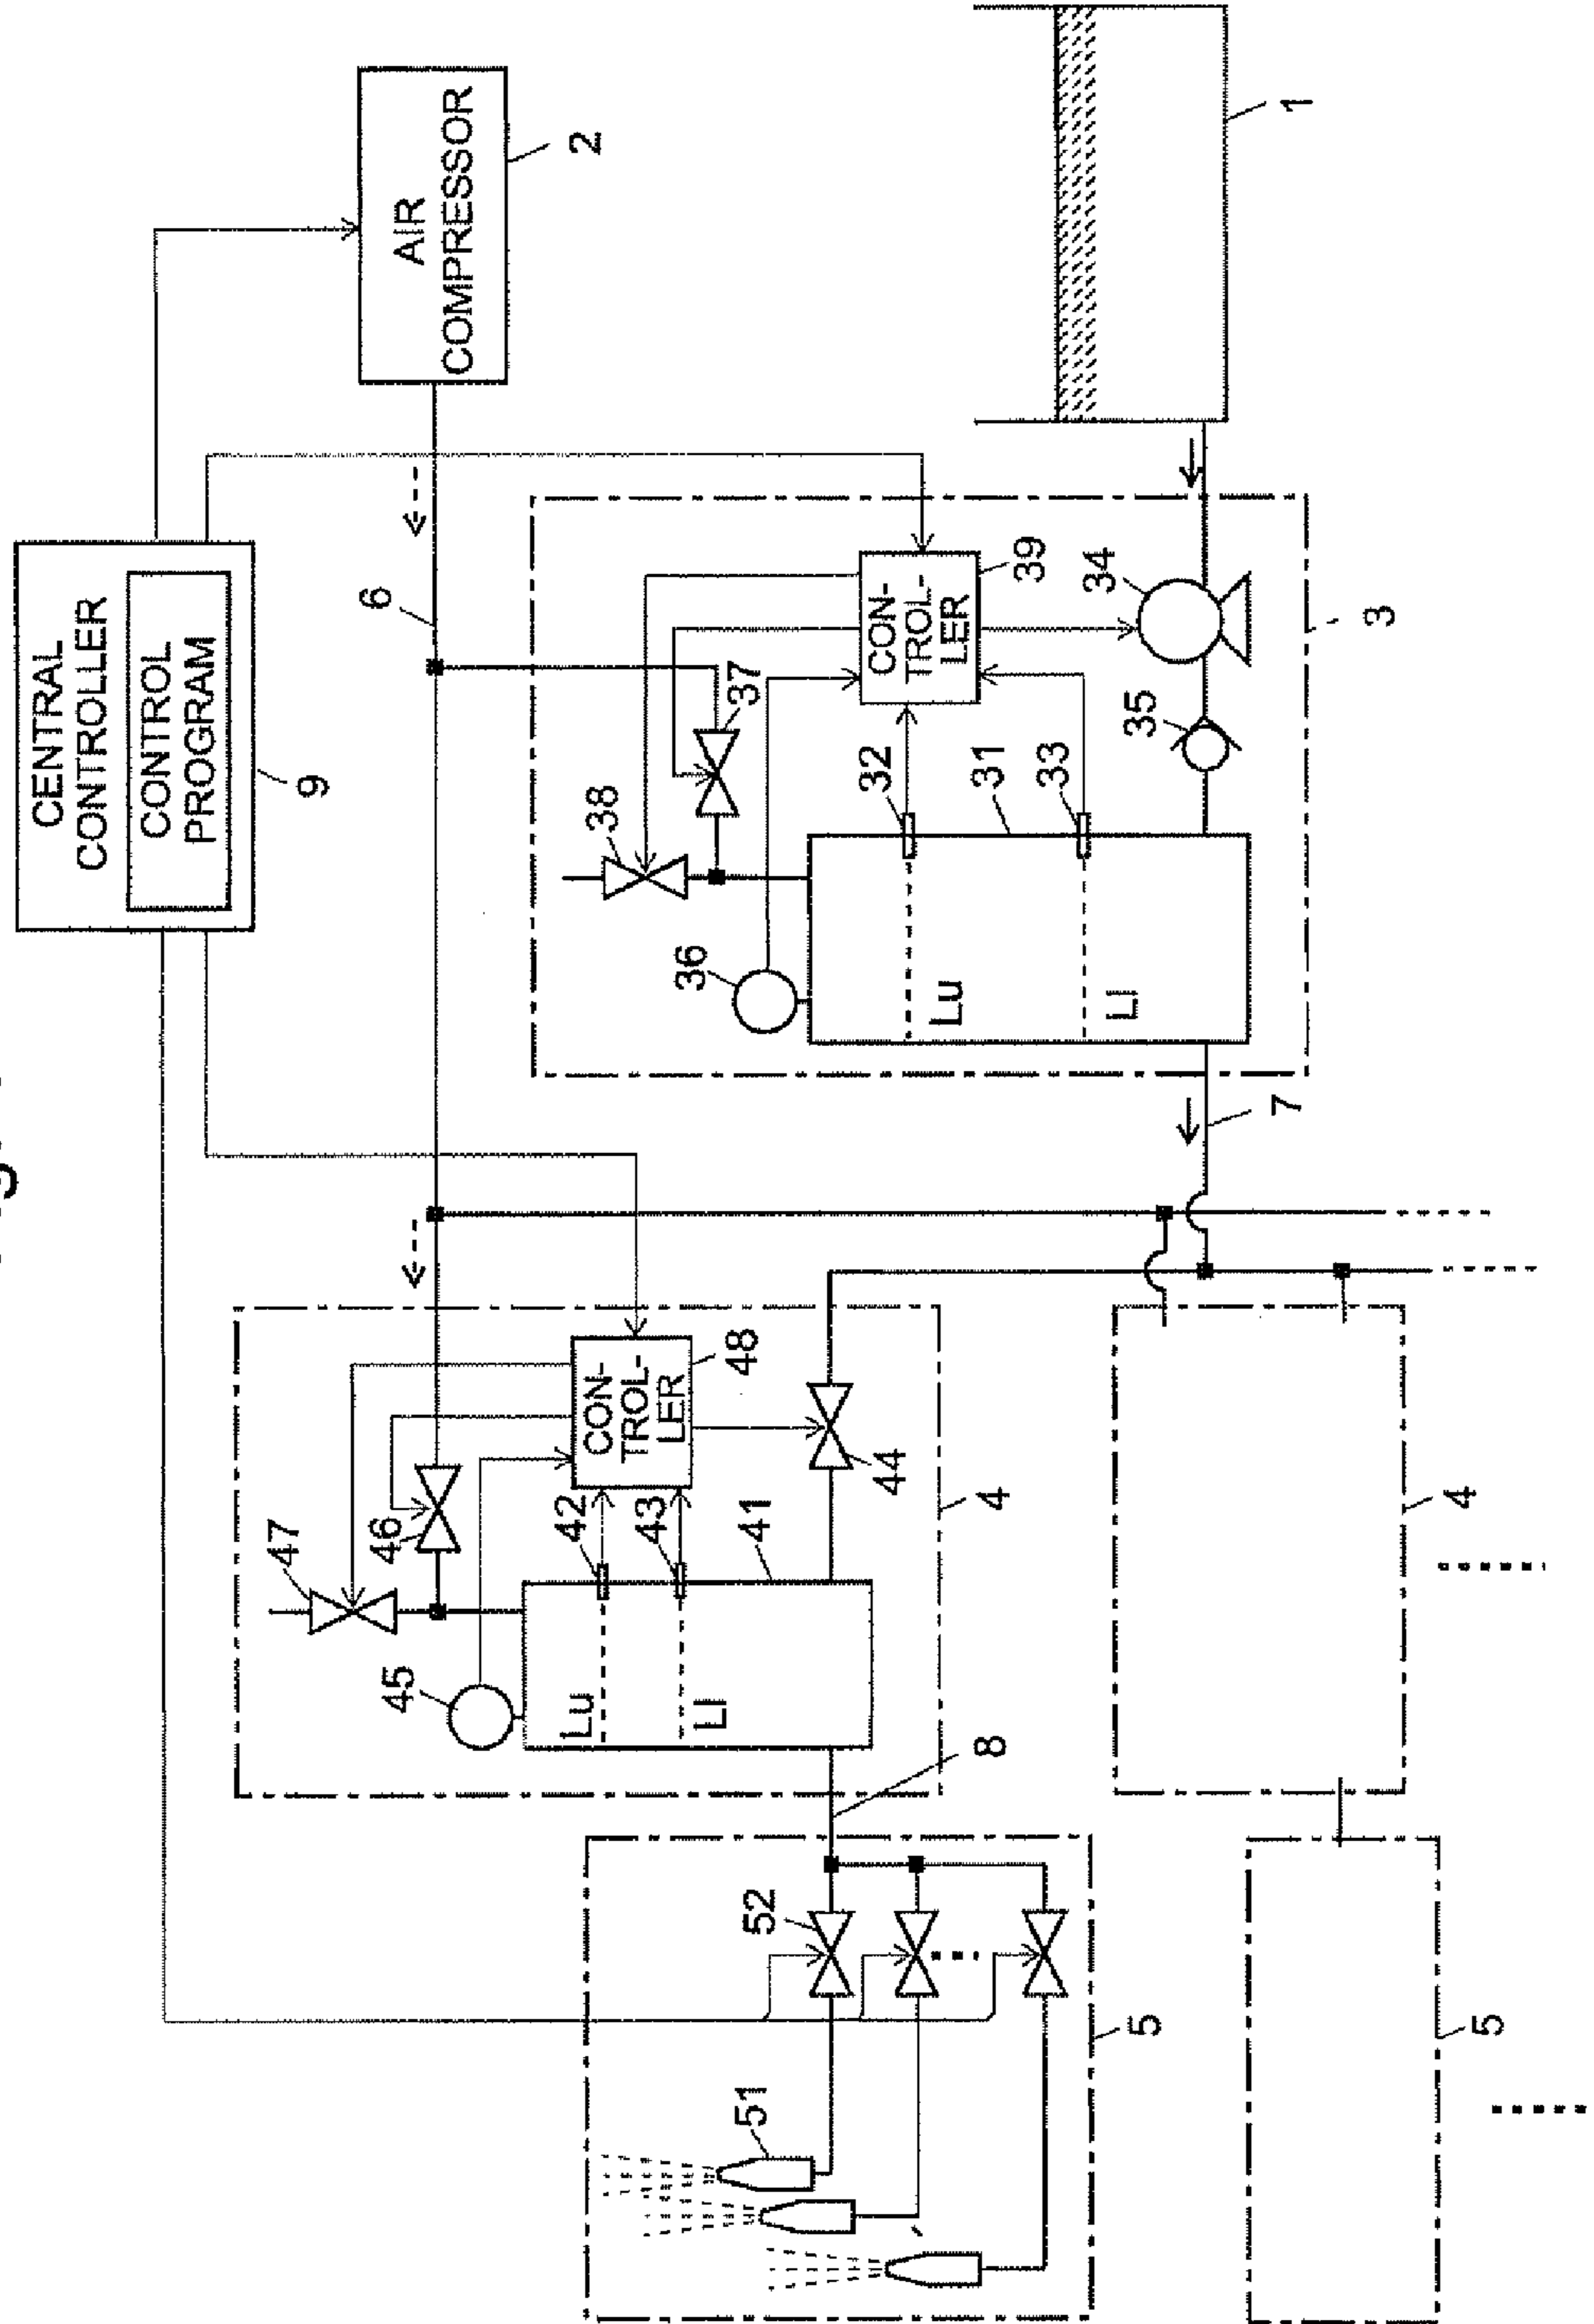 CENTRAL
CONTROLLER
CONTROL
PROGRAM
9
AIR
COMPRESSOR
2
6
47
46
45
42
43
41
48
CON-
TROL-
LER
44
Lu
Ll
4
38
37
36
32
31
33
39
CON-
TROL-
LER
34
35
Lu
Ll
3
1
7
8
52
51
5
4
5